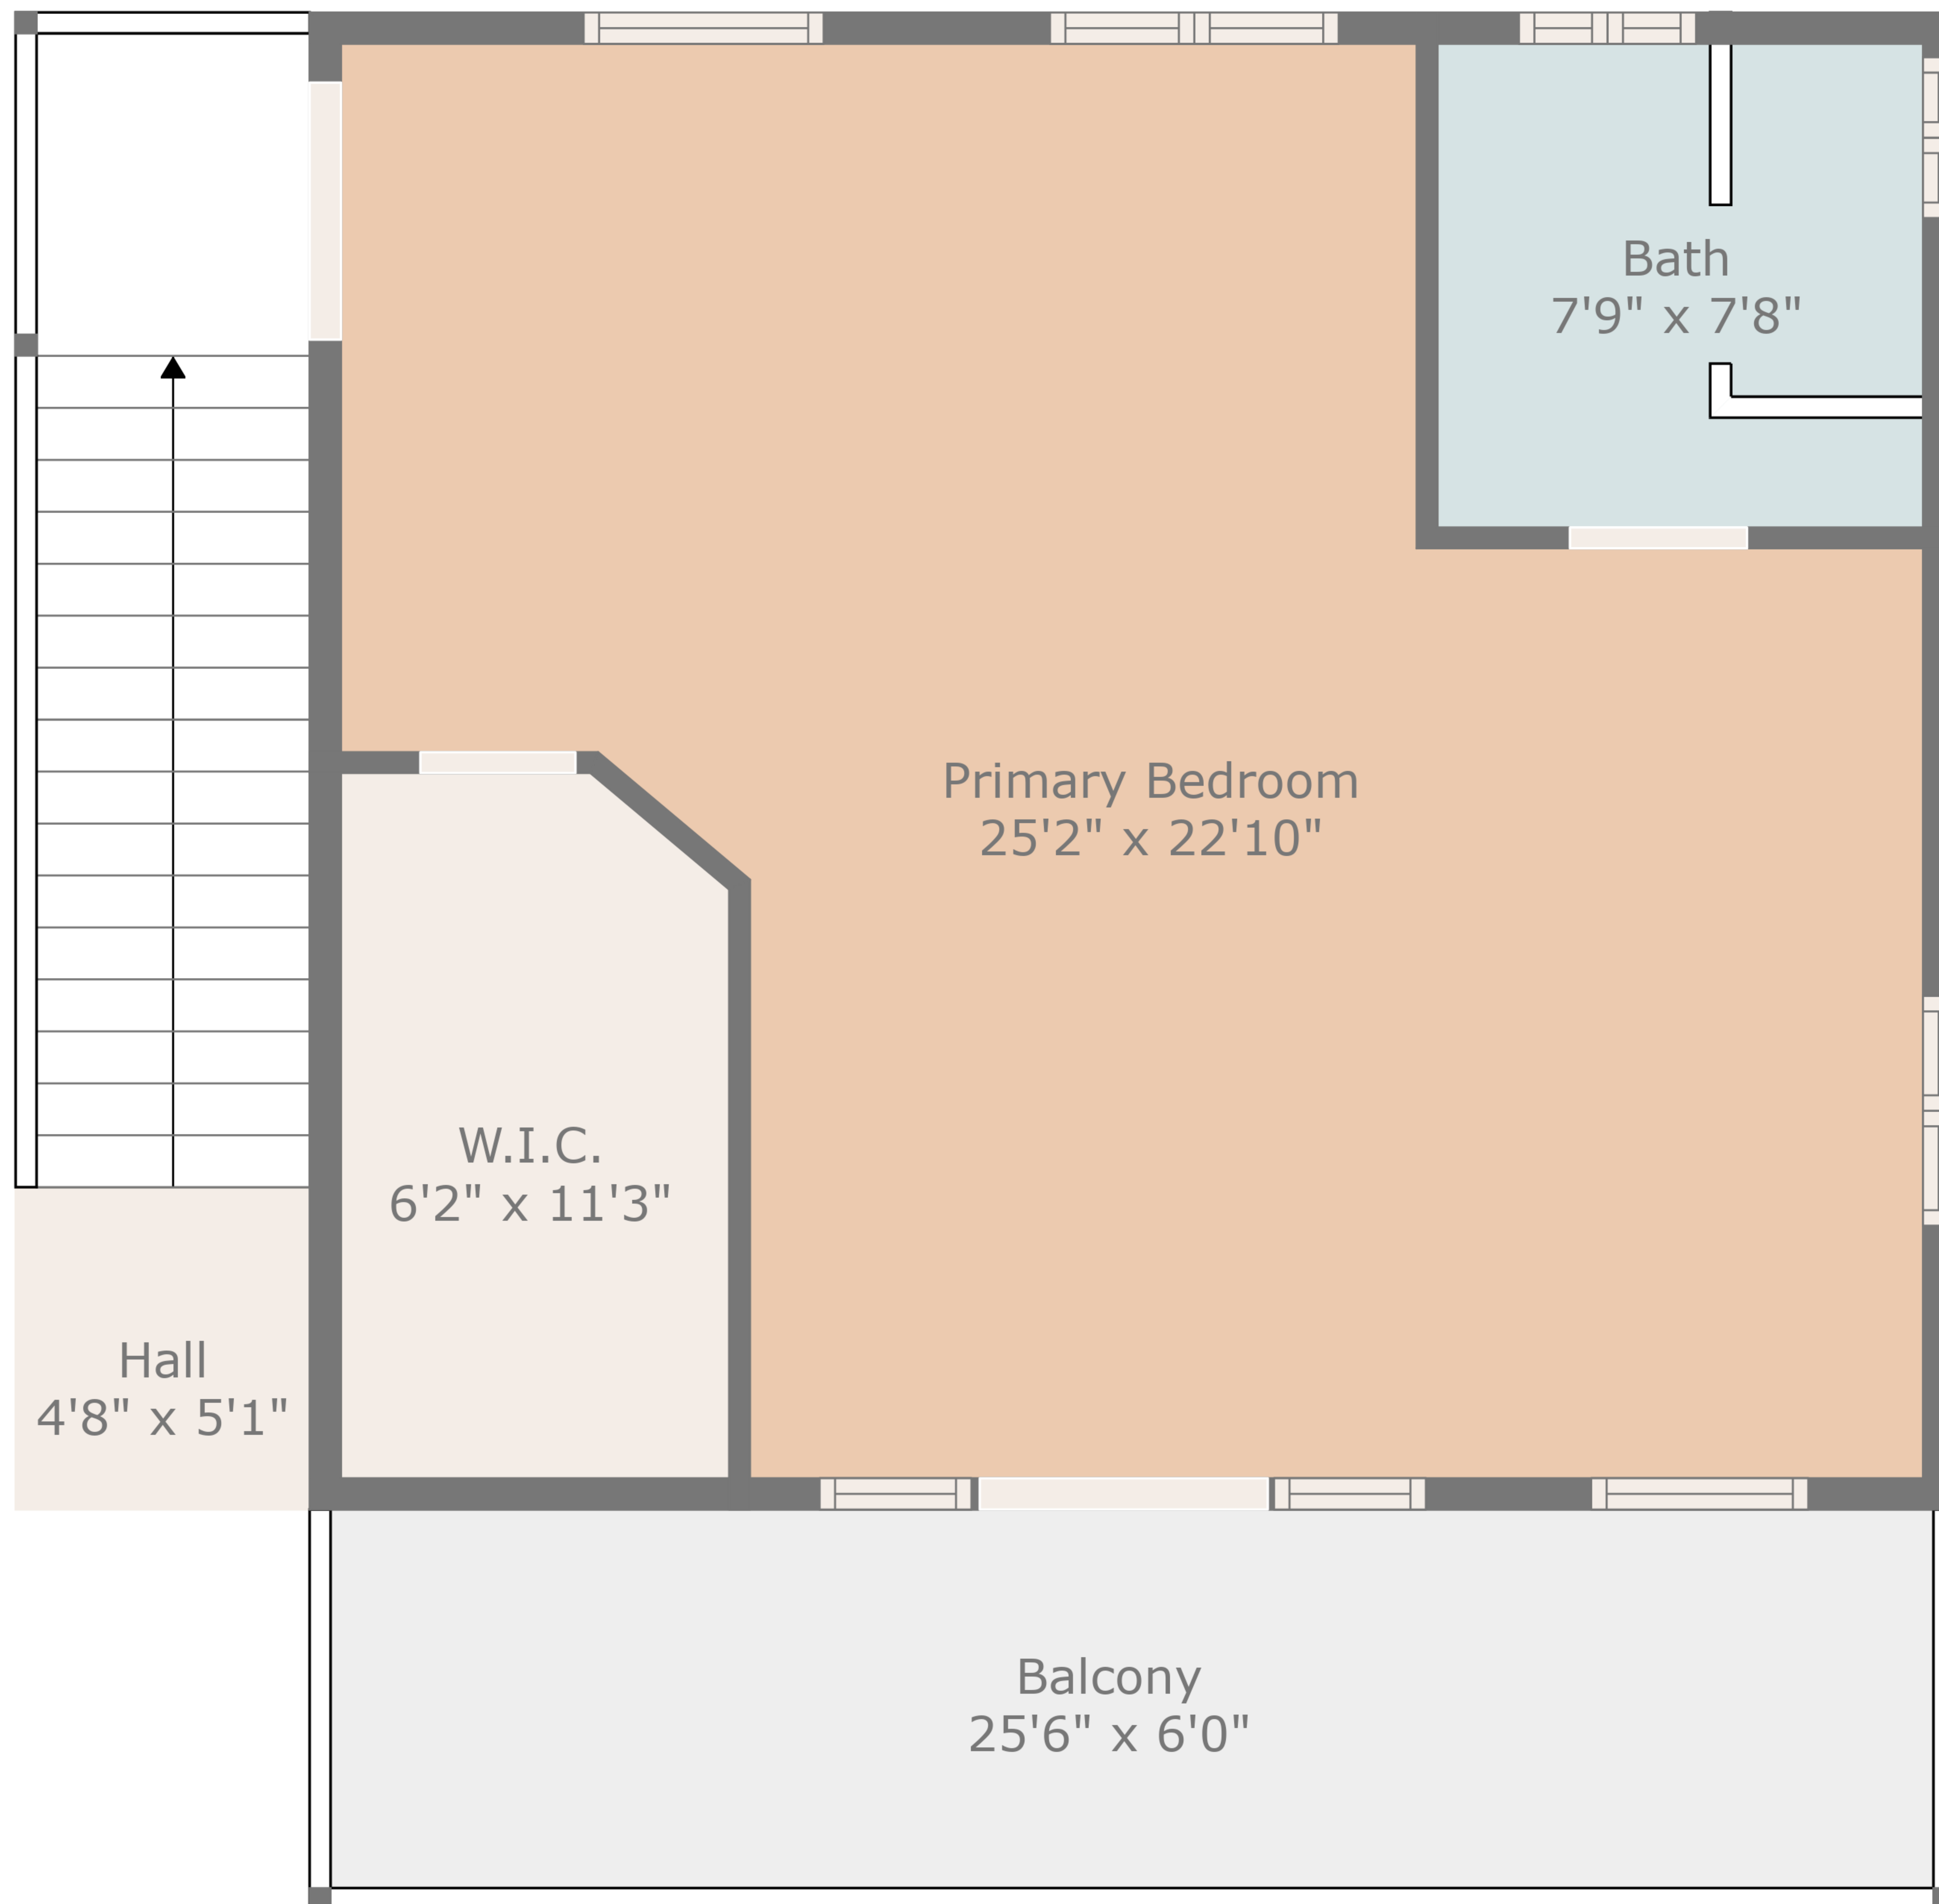 Bath
7'9" x 7'8"
Primary Bedroom
25'2" x 22'10"
W.I.C.
6'2" x 11'3"
Hall
4'8" x 5'1"
Balcony
25'6" x 6'0"